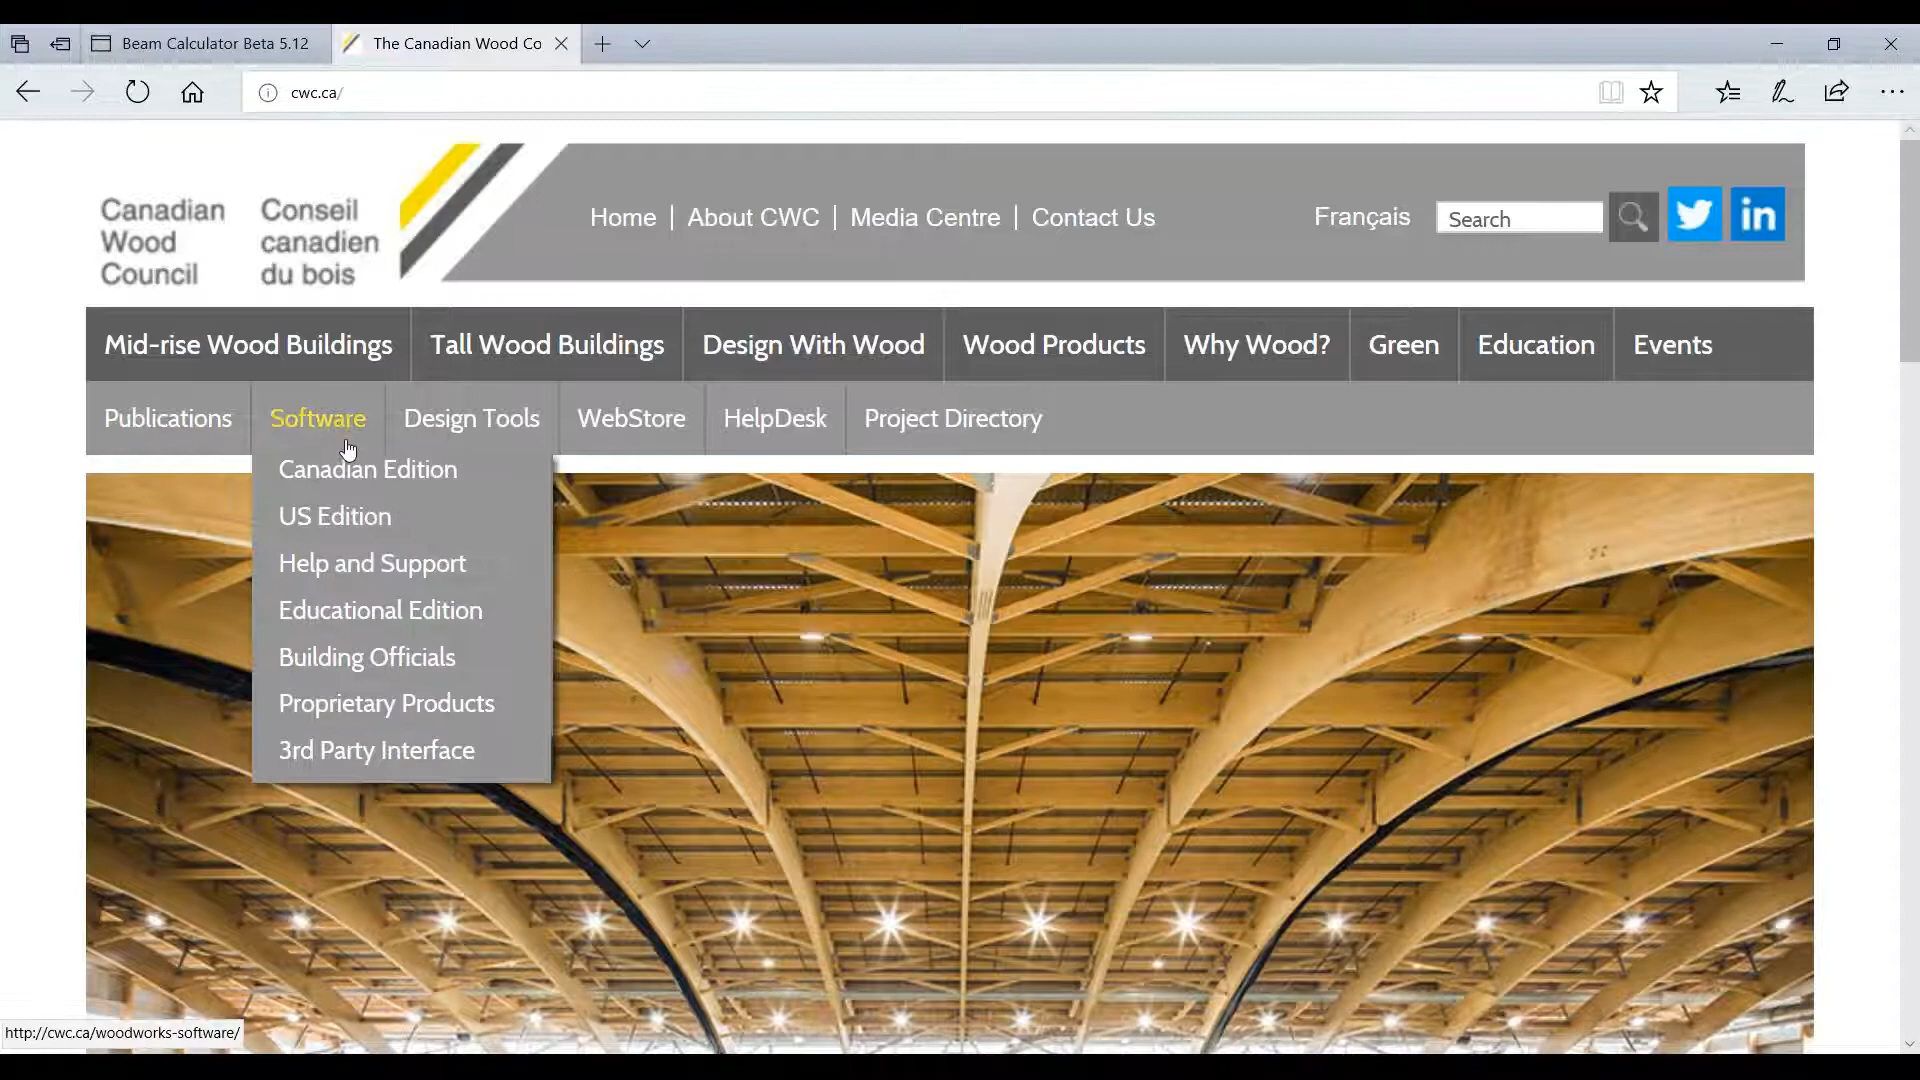 Beam Calculator Beta 5.12
The Canadian Wood Co
cwc.ca/
Canadian Wood Council
Conseil canadien du bois
Home | About CWC | Media Centre | Contact Us
Français
Search
in
Mid-rise Wood Buildings
Tall Wood Buildings
Design With Wood
Wood Products
Why Wood?
Green
Education
Events
Publications
Software
Design Tools
WebStore
HelpDesk
Project Directory
Canadian Edition
US Edition
Help and Support
Educational Edition
Building Officials
Proprietary Products
3rd Party Interface
http://cwc.ca/woodworks-software/